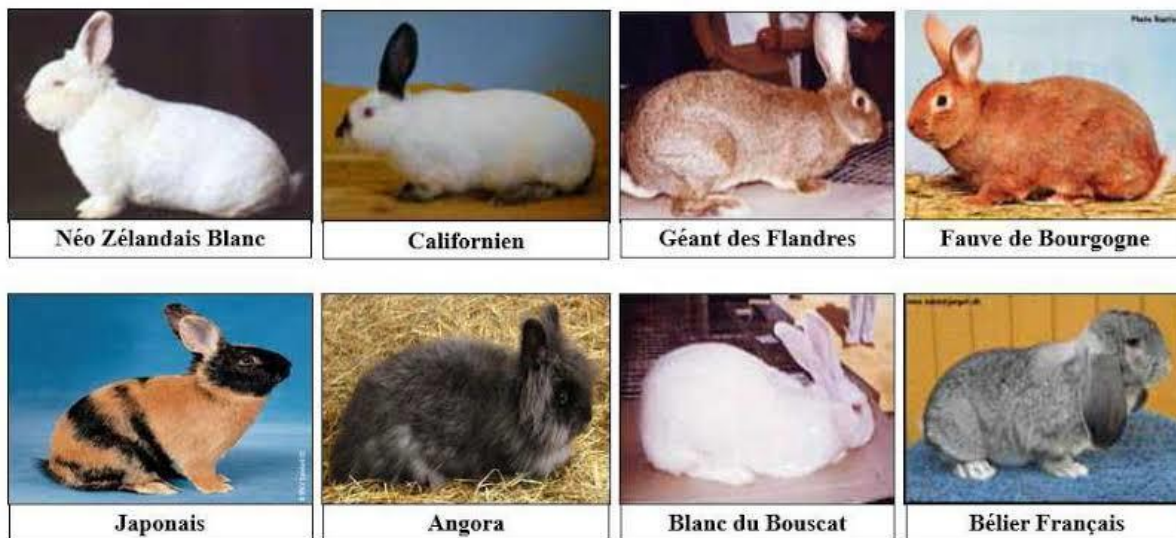 Néo Zélandais Blanc
Californien
Géant des Flandres
Fauve de Bourgogne
Japonais
Angora
Blanc du Bouscat
Bélier Français